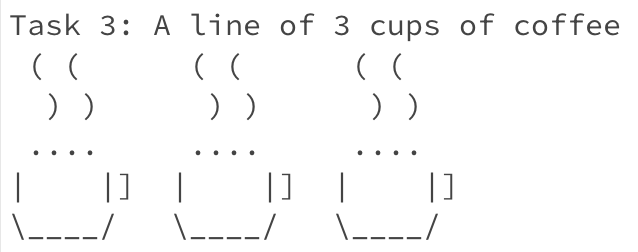 Task 3: A line of 3 cups of coffee
  ( (      ( (      ( (
   ) )      ) )      ) )
  ....     ....     ....
 |    |]  |    |]  |    |]
 \____/   \____/   \____/